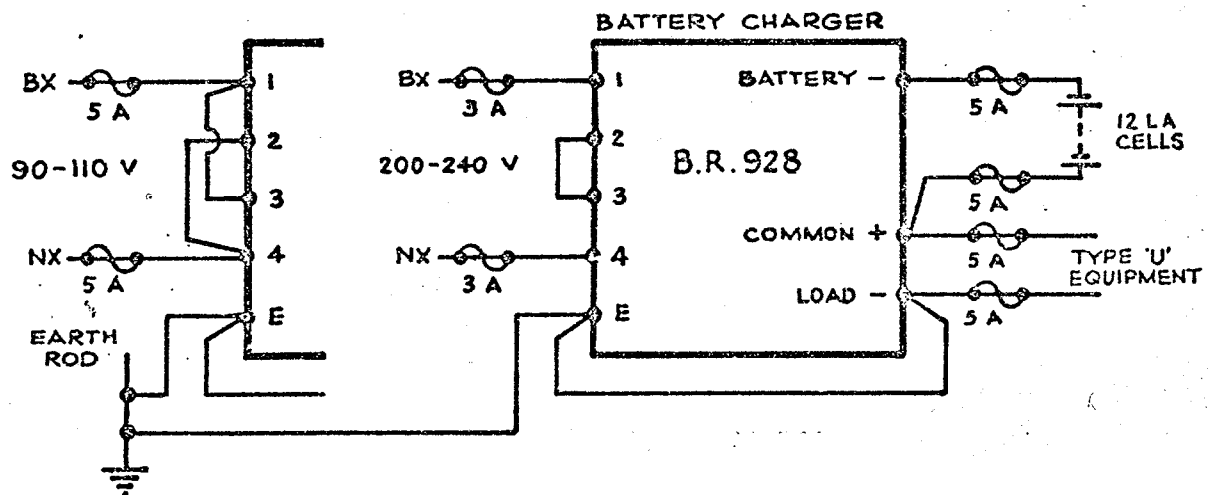 BATTERY CHARGER
BX
5 A
1
2
90-110 V
3
NX
4
5 A
E
EARTH
ROD
BX
3 A
1
2
200-240 V
3
NX
4
3 A
E
BATTERY -
B.R.928
COMMON +
LOAD -
5 A
12 LA
CELLS
5 A
5 A
TYPE 'U'
EQUIPMENT
5 A